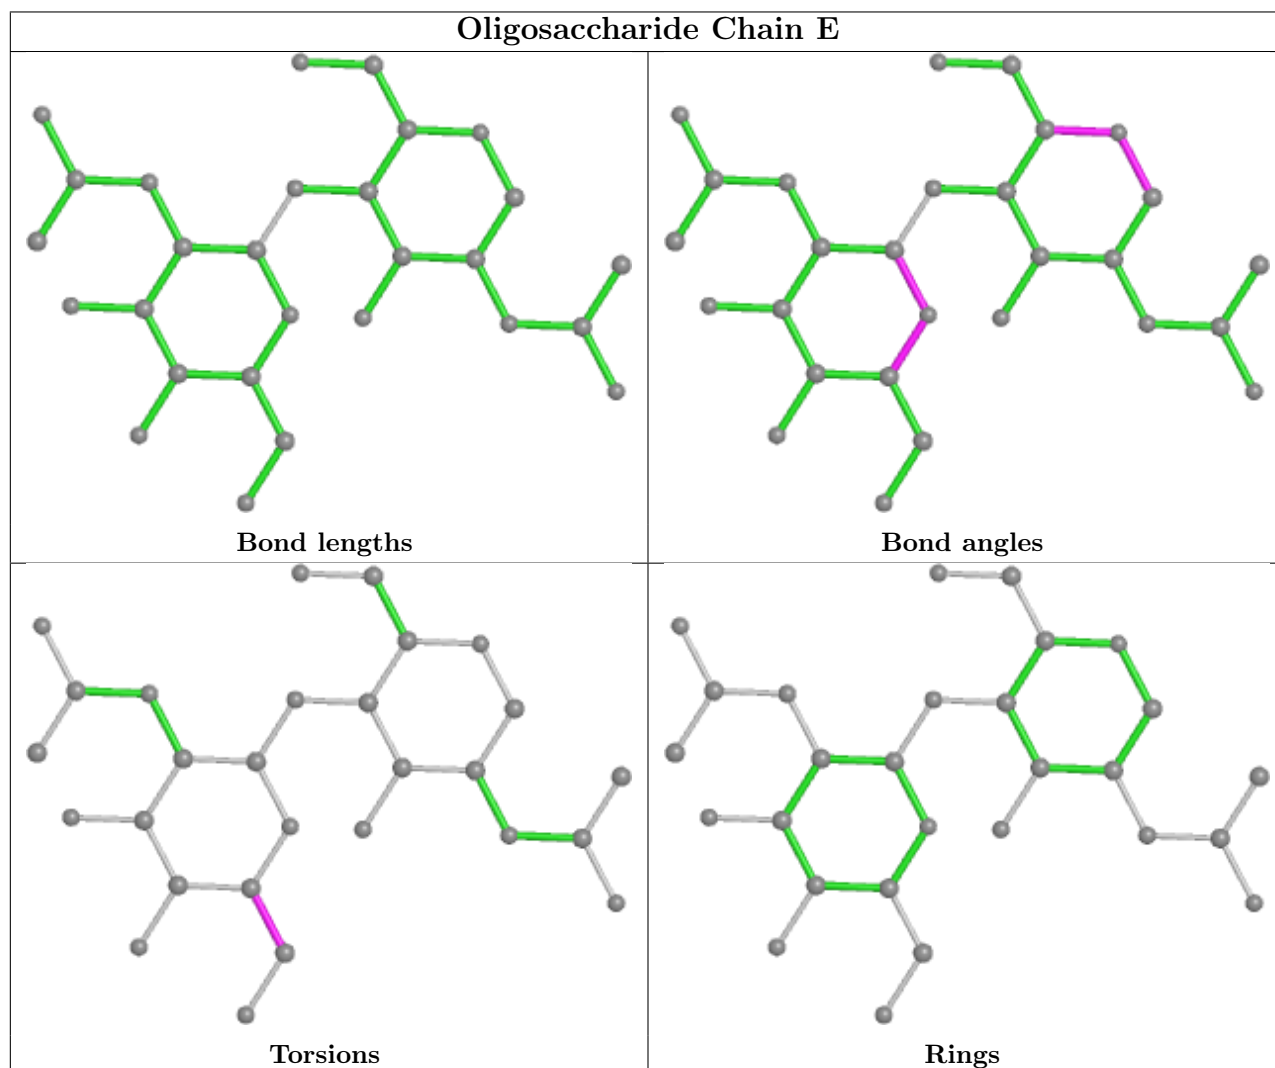 Oligosaccharide Chain E
Bond lengths
Bond angles
Torsions
Rings